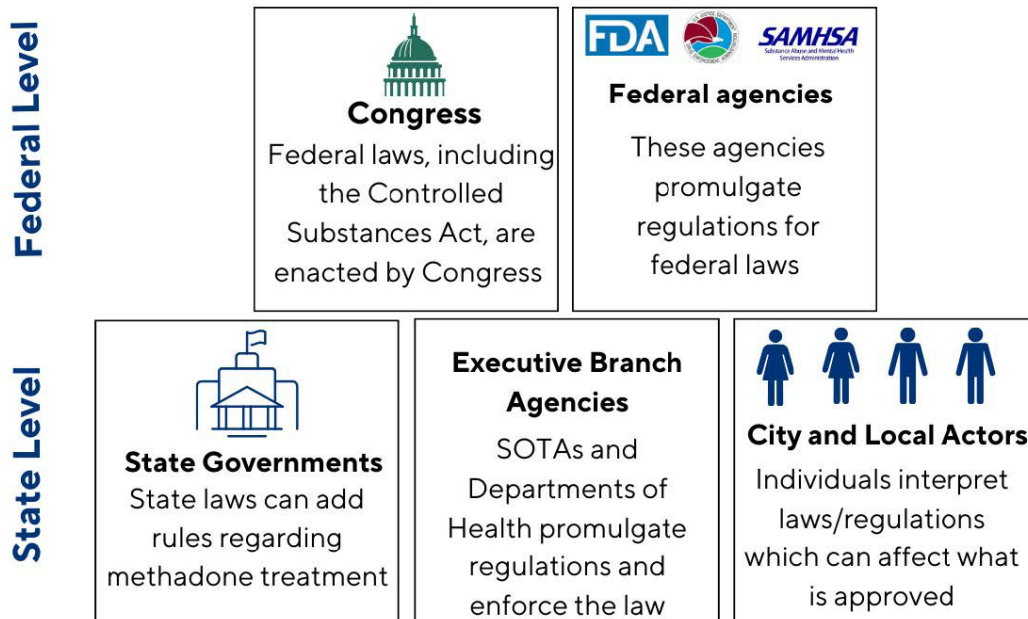 Federal Level
FDA
SAMHSA
Substance Abuse and Mental Health
Services Administration
Congress
Federal laws, including
the Controlled
Substances Act, are
enacted by Congress
Federal agencies
These agencies
promulgate
regulations for
federal laws
State Level
State Governments
State laws can add
rules regarding
methadone treatment
Executive Branch
Agencies
SOTAs and
Departments of
Health promulgate
regulations and
enforce the law
City and Local Actors
Individuals interpret
laws/regulations
which can affect what
is approved